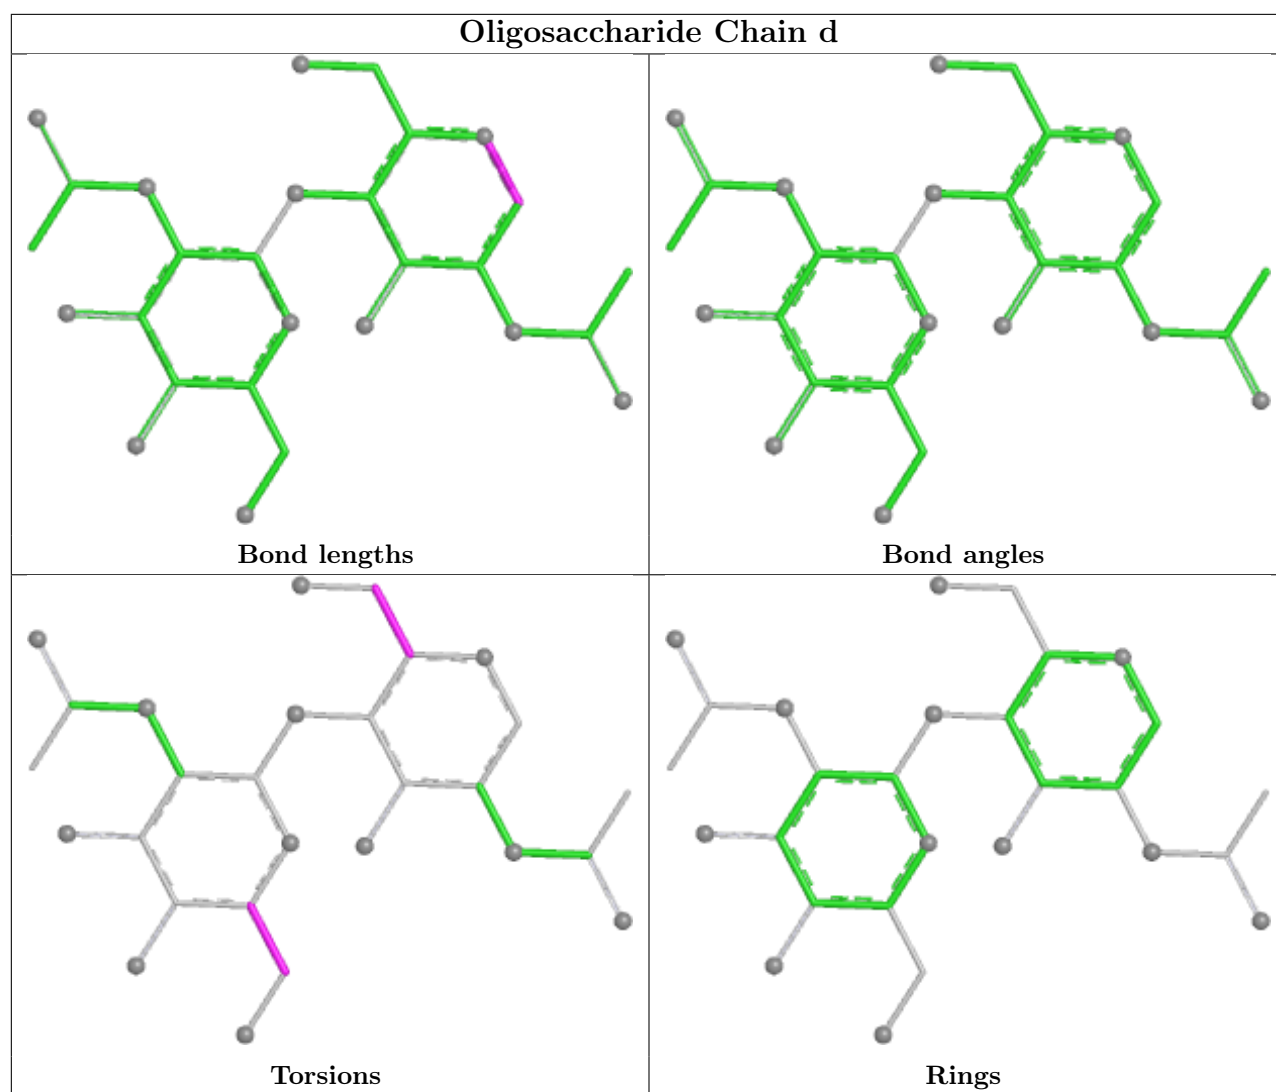 Oligosaccharide Chain d
Bond lengths
Bond angles
Torsions
Rings